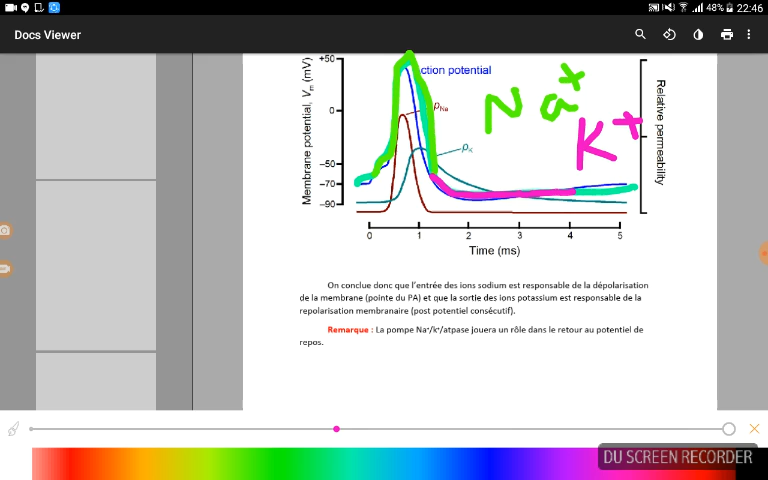 48% 22:46
Docs Viewer
+50
0
−50
−70
−90
Membrane potential, Vm (mV)
ction potential
PNa
PK
Na+
K+
Relative permeability
0 1 2 3 4 5
Time (ms)
On conclue donc que l'entrée des ions sodium est responsable de la dépolarisation
de la membrane (pointe du PA) et que la sortie des ions potassium est responsable de la
repolarisation membranaire (post potentiel consécutif).
Remarque : La pompe Na⁺/k⁺/atpase jouera un rôle dans le retour au potentiel de
repos.
DU SCREEN RECORDER